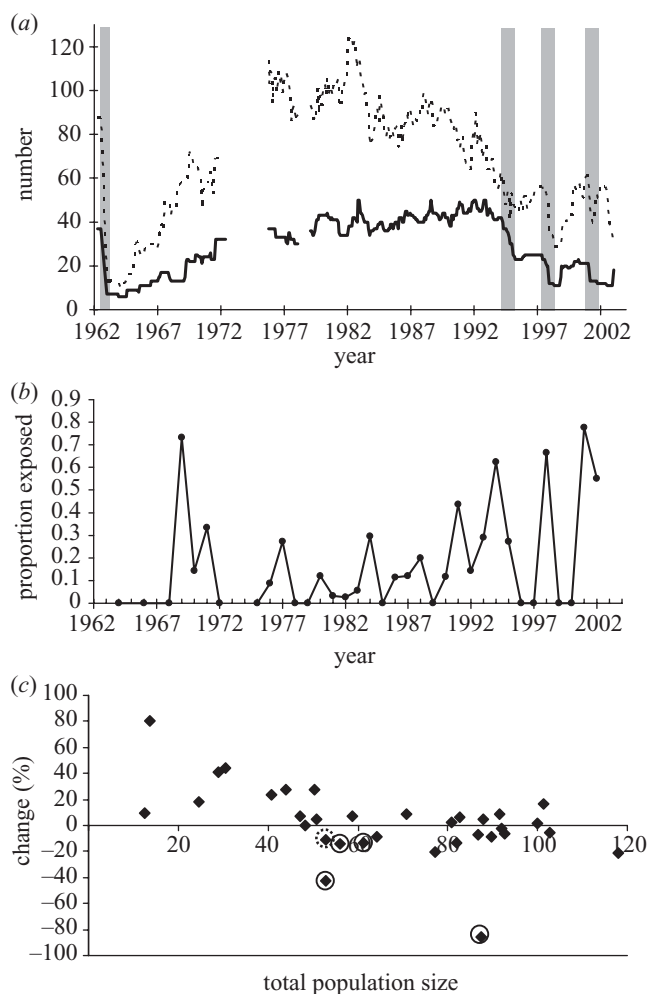 (a)
120
100
80
60
40
20
0
number
1962 1967 1972 1977 1982 1987 1992 1997 2002
year
(b)
0.9
0.8
0.7
0.6
0.5
0.4
0.3
0.2
0.1
0
proportion exposed
1962 1967 1972 1977 1982 1987 1992 1997 2002
year
(c)
100
80
60
40
20
0
–20
–40
–60
–80
–100
change (%)
20 40 60 80 100 120
total population size